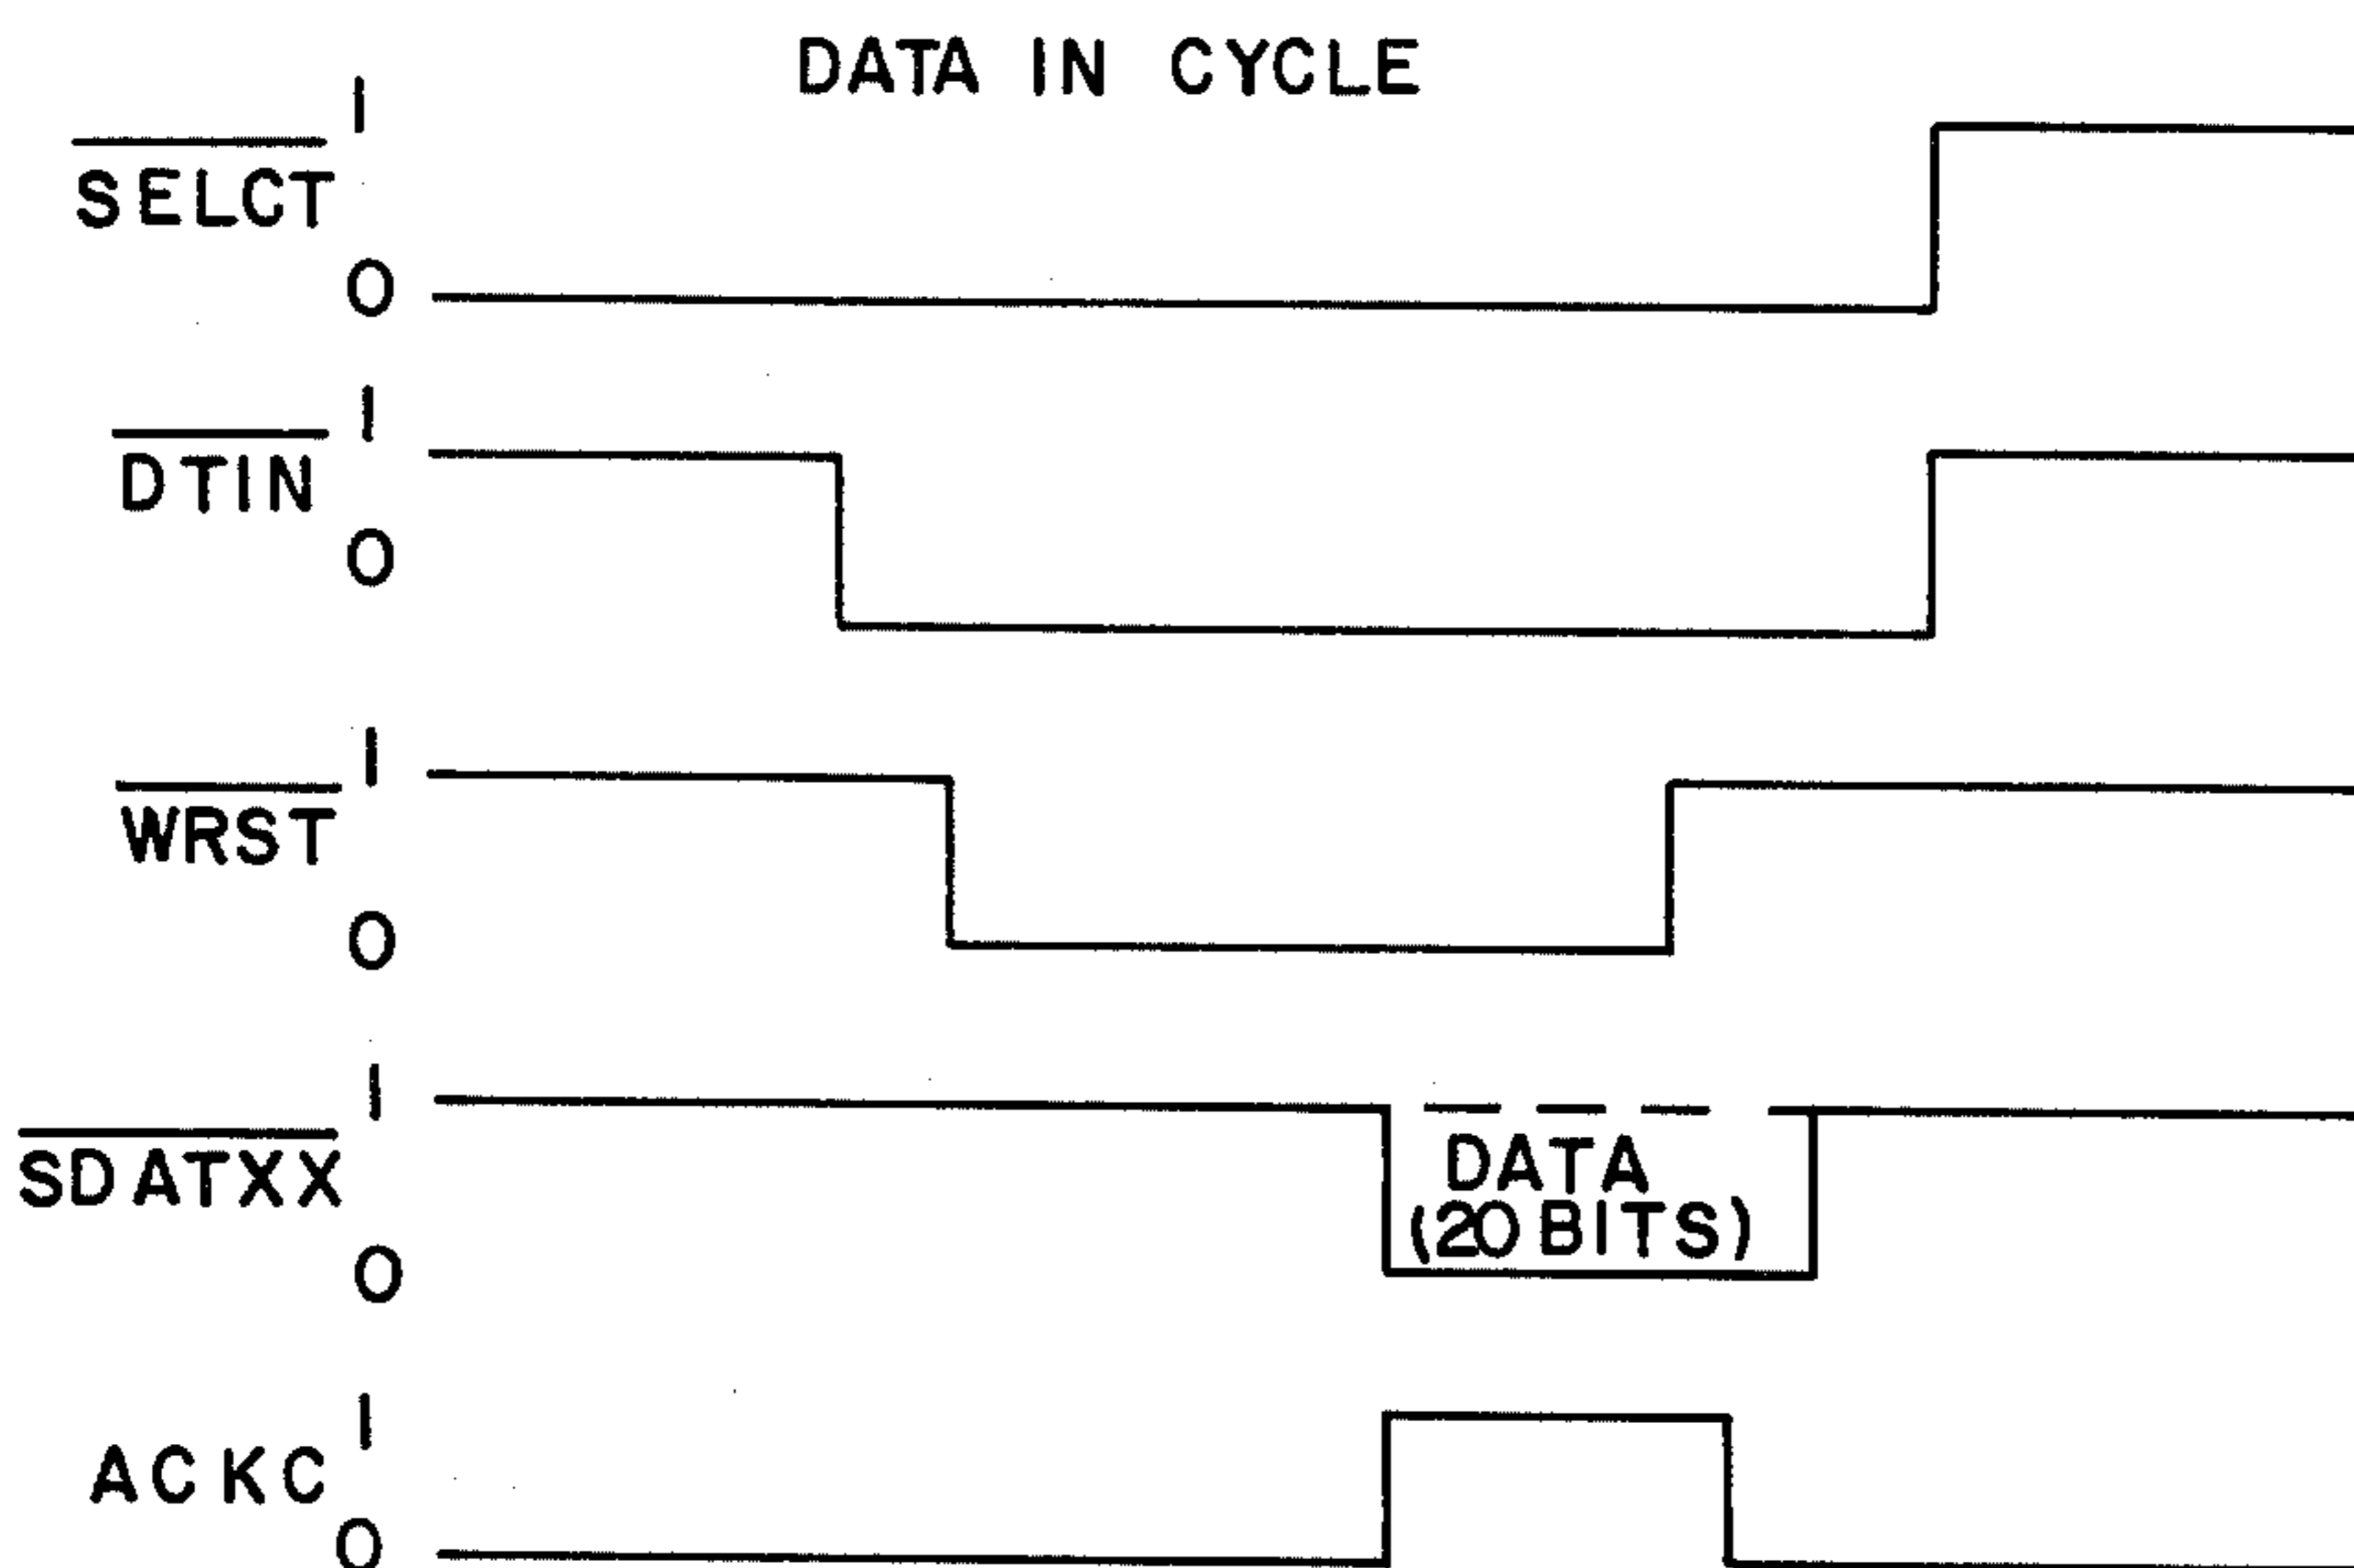 DATA IN CYCLE
1
SELCT
0
1
DTIN
0
1
WRST
0
1
SDATXX
DATA
(20 BITS)
0
1
ACKC
0